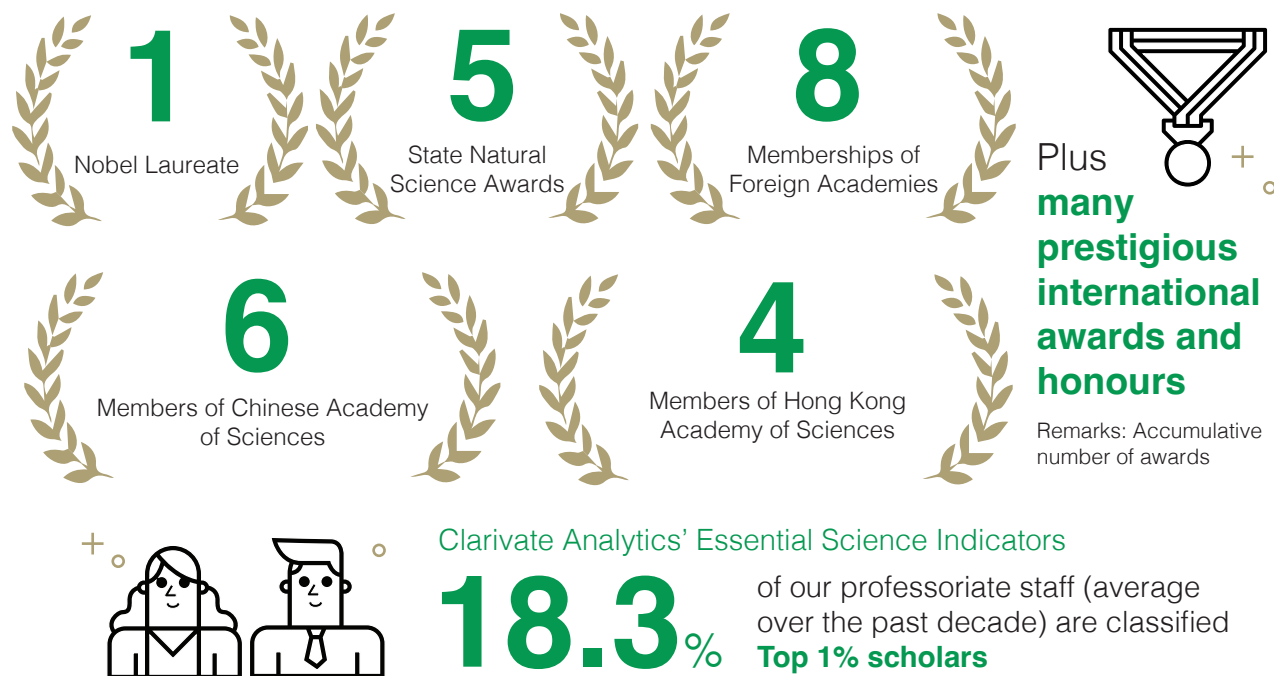 1
Nobel Laureate
5
State Natural
Science Awards
8
Memberships of
Foreign Academies
6
Members of Chinese Academy
of Sciences
4
Members of Hong Kong
Academy of Sciences
Plus
many
prestigious
international
awards and
honours
Remarks: Accumulative
number of awards
Clarivate Analytics’ Essential Science Indicators
18.3%
of our professoriate staff (average
over the past decade) are classified
Top 1% scholars